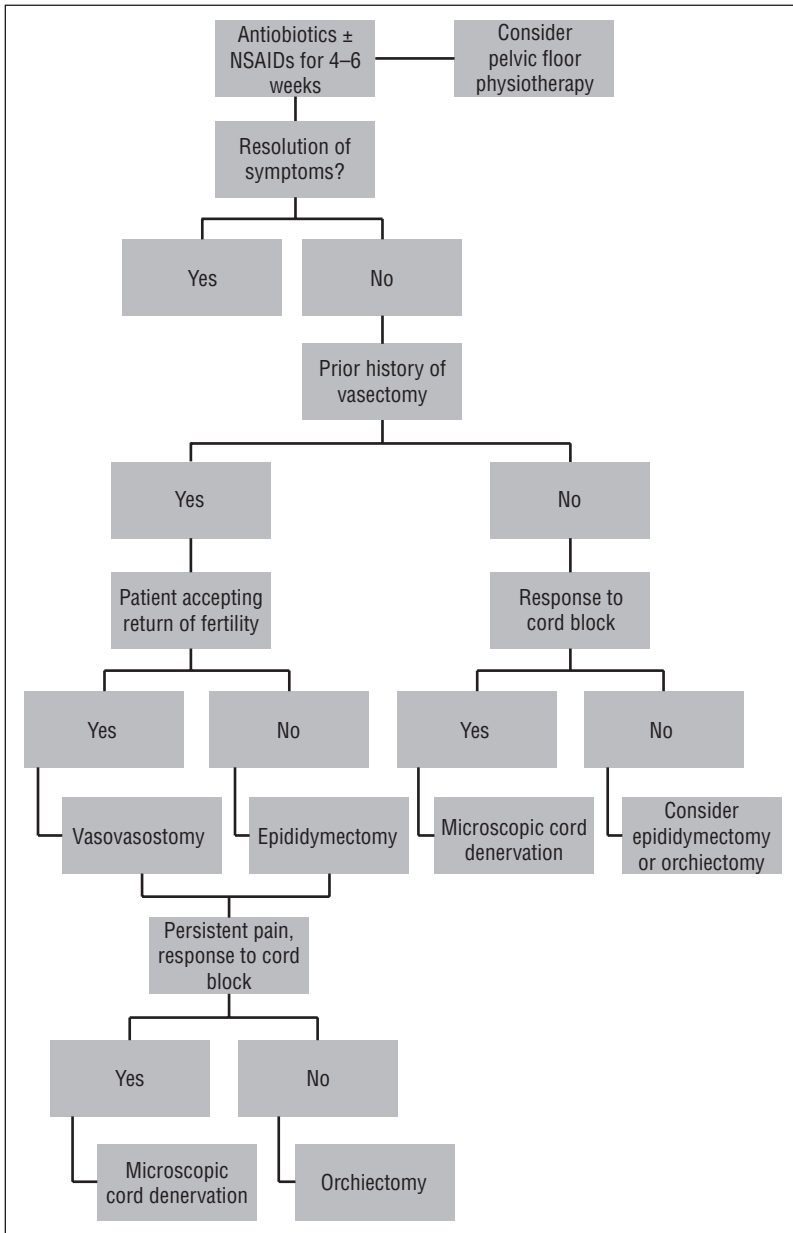 Antiobiotics ±
NSAIDs for 4–6
weeks
Consider
pelvic floor
physiotherapy
Resolution of
symptoms?
Yes
No
Prior history of
vasectomy
Yes
No
Patient accepting
return of fertility
Response to
cord block
Yes
No
Yes
No
Vasovasostomy
Epididymectomy
Microscopic cord
denervation
Consider
epididymectomy
or orchiectomy
Persistent pain,
response to cord
block
Yes
No
Microscopic
cord denervation
Orchiectomy